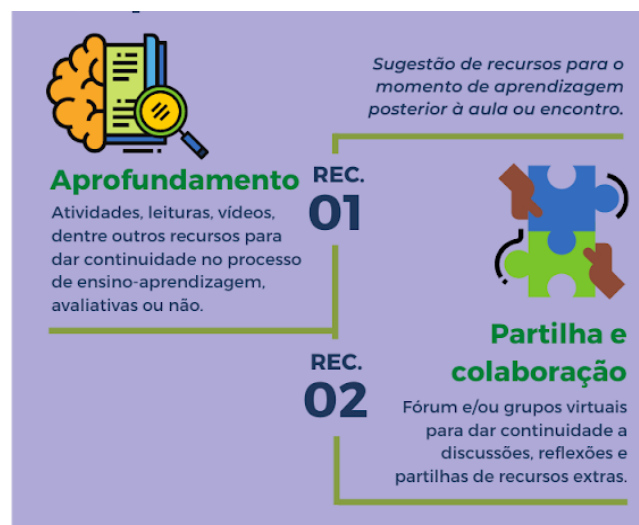 Sugestão de recursos para o
momento de aprendizagem
posterior à aula ou encontro.
Aprofundamento
REC.
01
Atividades, leituras, vídeos,
dentre outros recursos para
dar continuidade no processo
de ensino-aprendizagem,
avaliativas ou não.
REC.
02
Partilha e
colaboração
Fórum e/ou grupos virtuais
para dar continuidade a
discussões, reflexões e
partilhas de recursos extras.